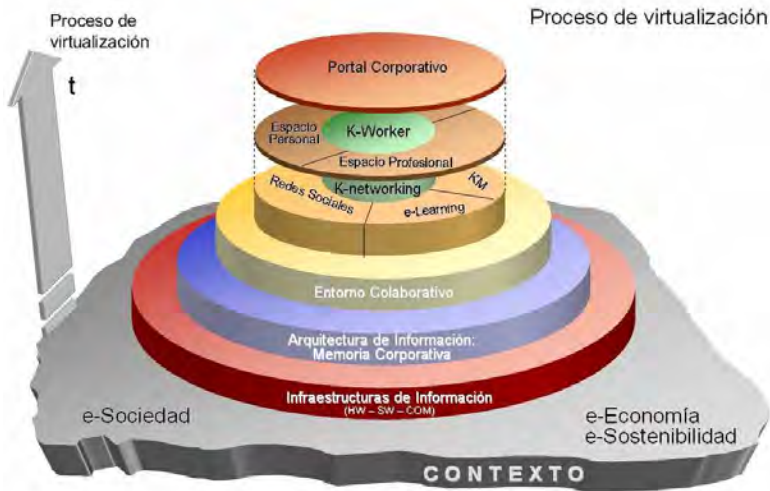 Proceso de
virtualización
t
Proceso de virtualización
Portal Corporativo
Espacio
Personal
K-Worker
Espacio Profesional
K-networking
Redes Sociales
KM
e-Learning
Entorno Colaborativo
Arquitectura de Información:
Memoria Corporativa
Infraestructuras de Información
(HW – SW – COM)
e-Sociedad
e-Economía
e-Sostenibilidad
CONTEXTO